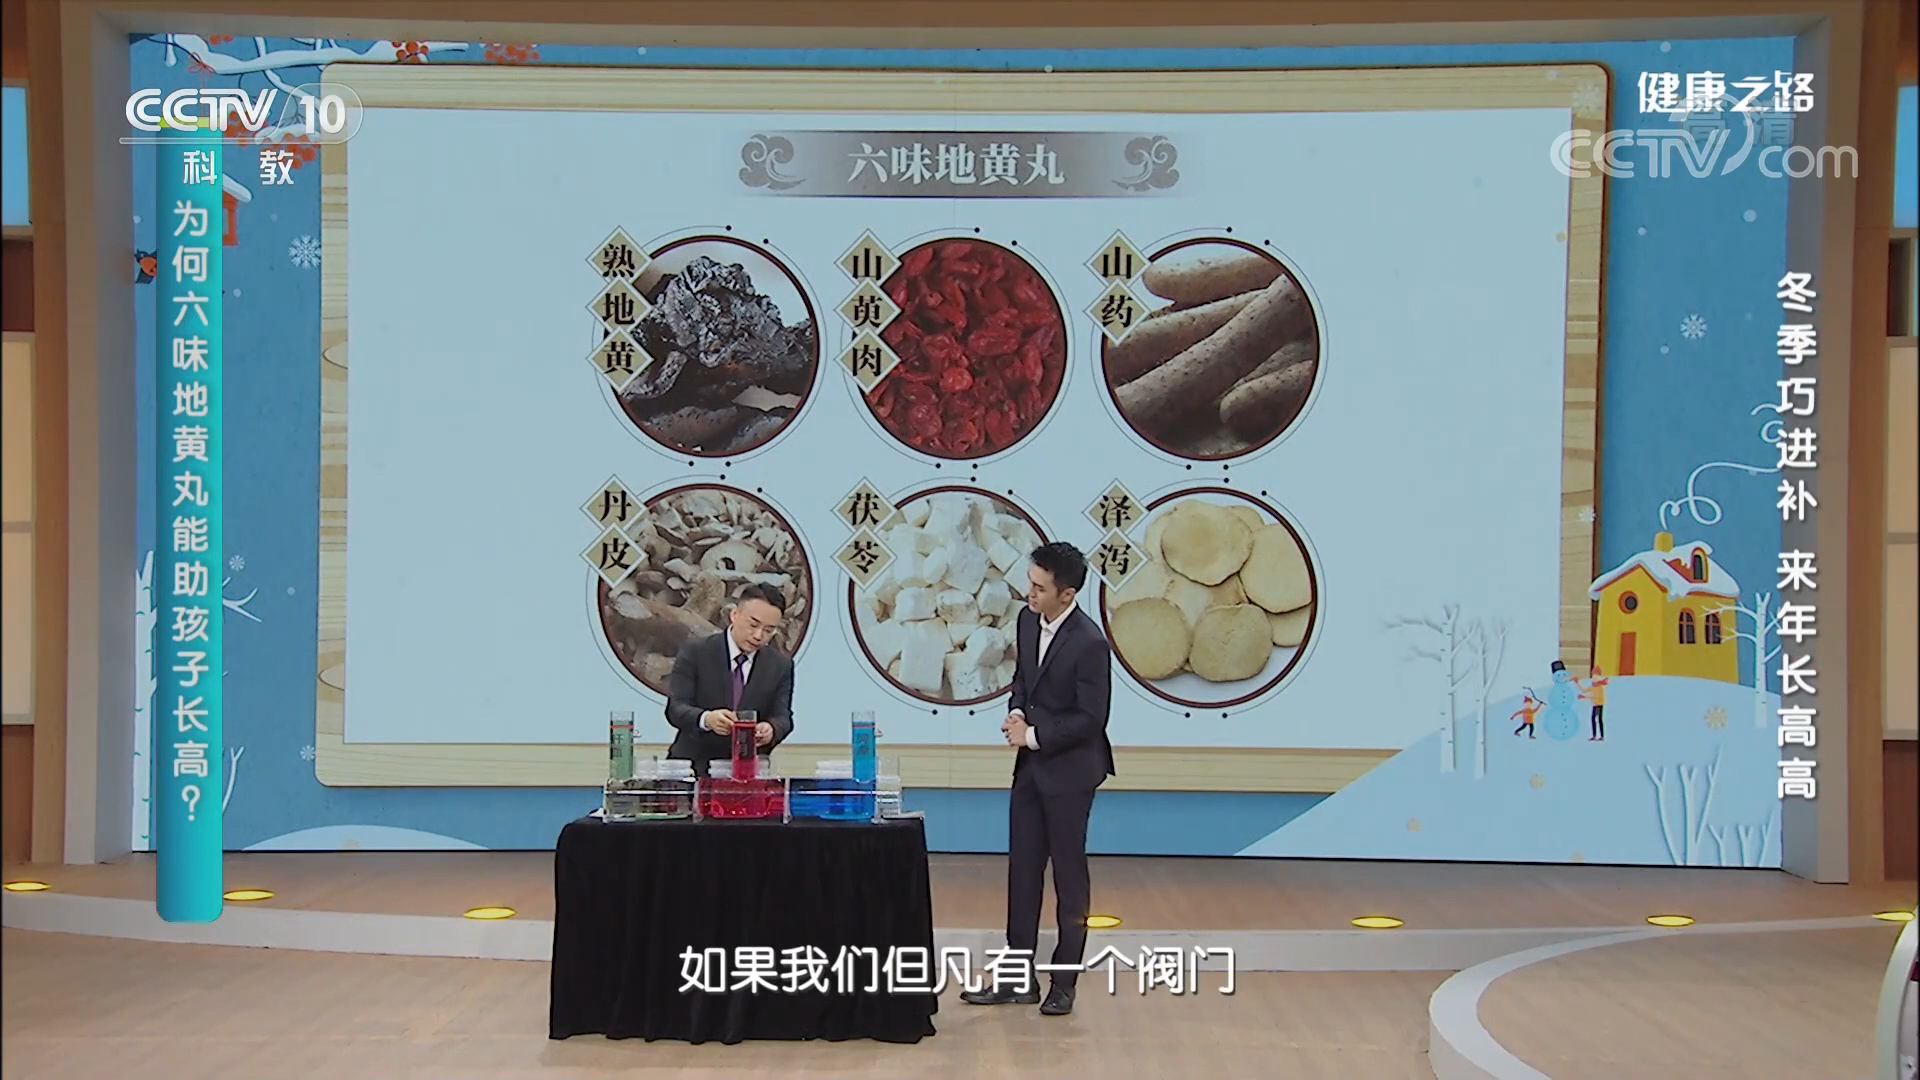 CCTV 10
科 教
健康之路
高清
CCTV.com
六味地黄丸
熟地黄
山萸肉
山药
丹皮
茯苓
泽泻
为何六味地黄丸能助孩子长高？
冬季巧进补 来年长高高
如果我们但凡有一个阀门